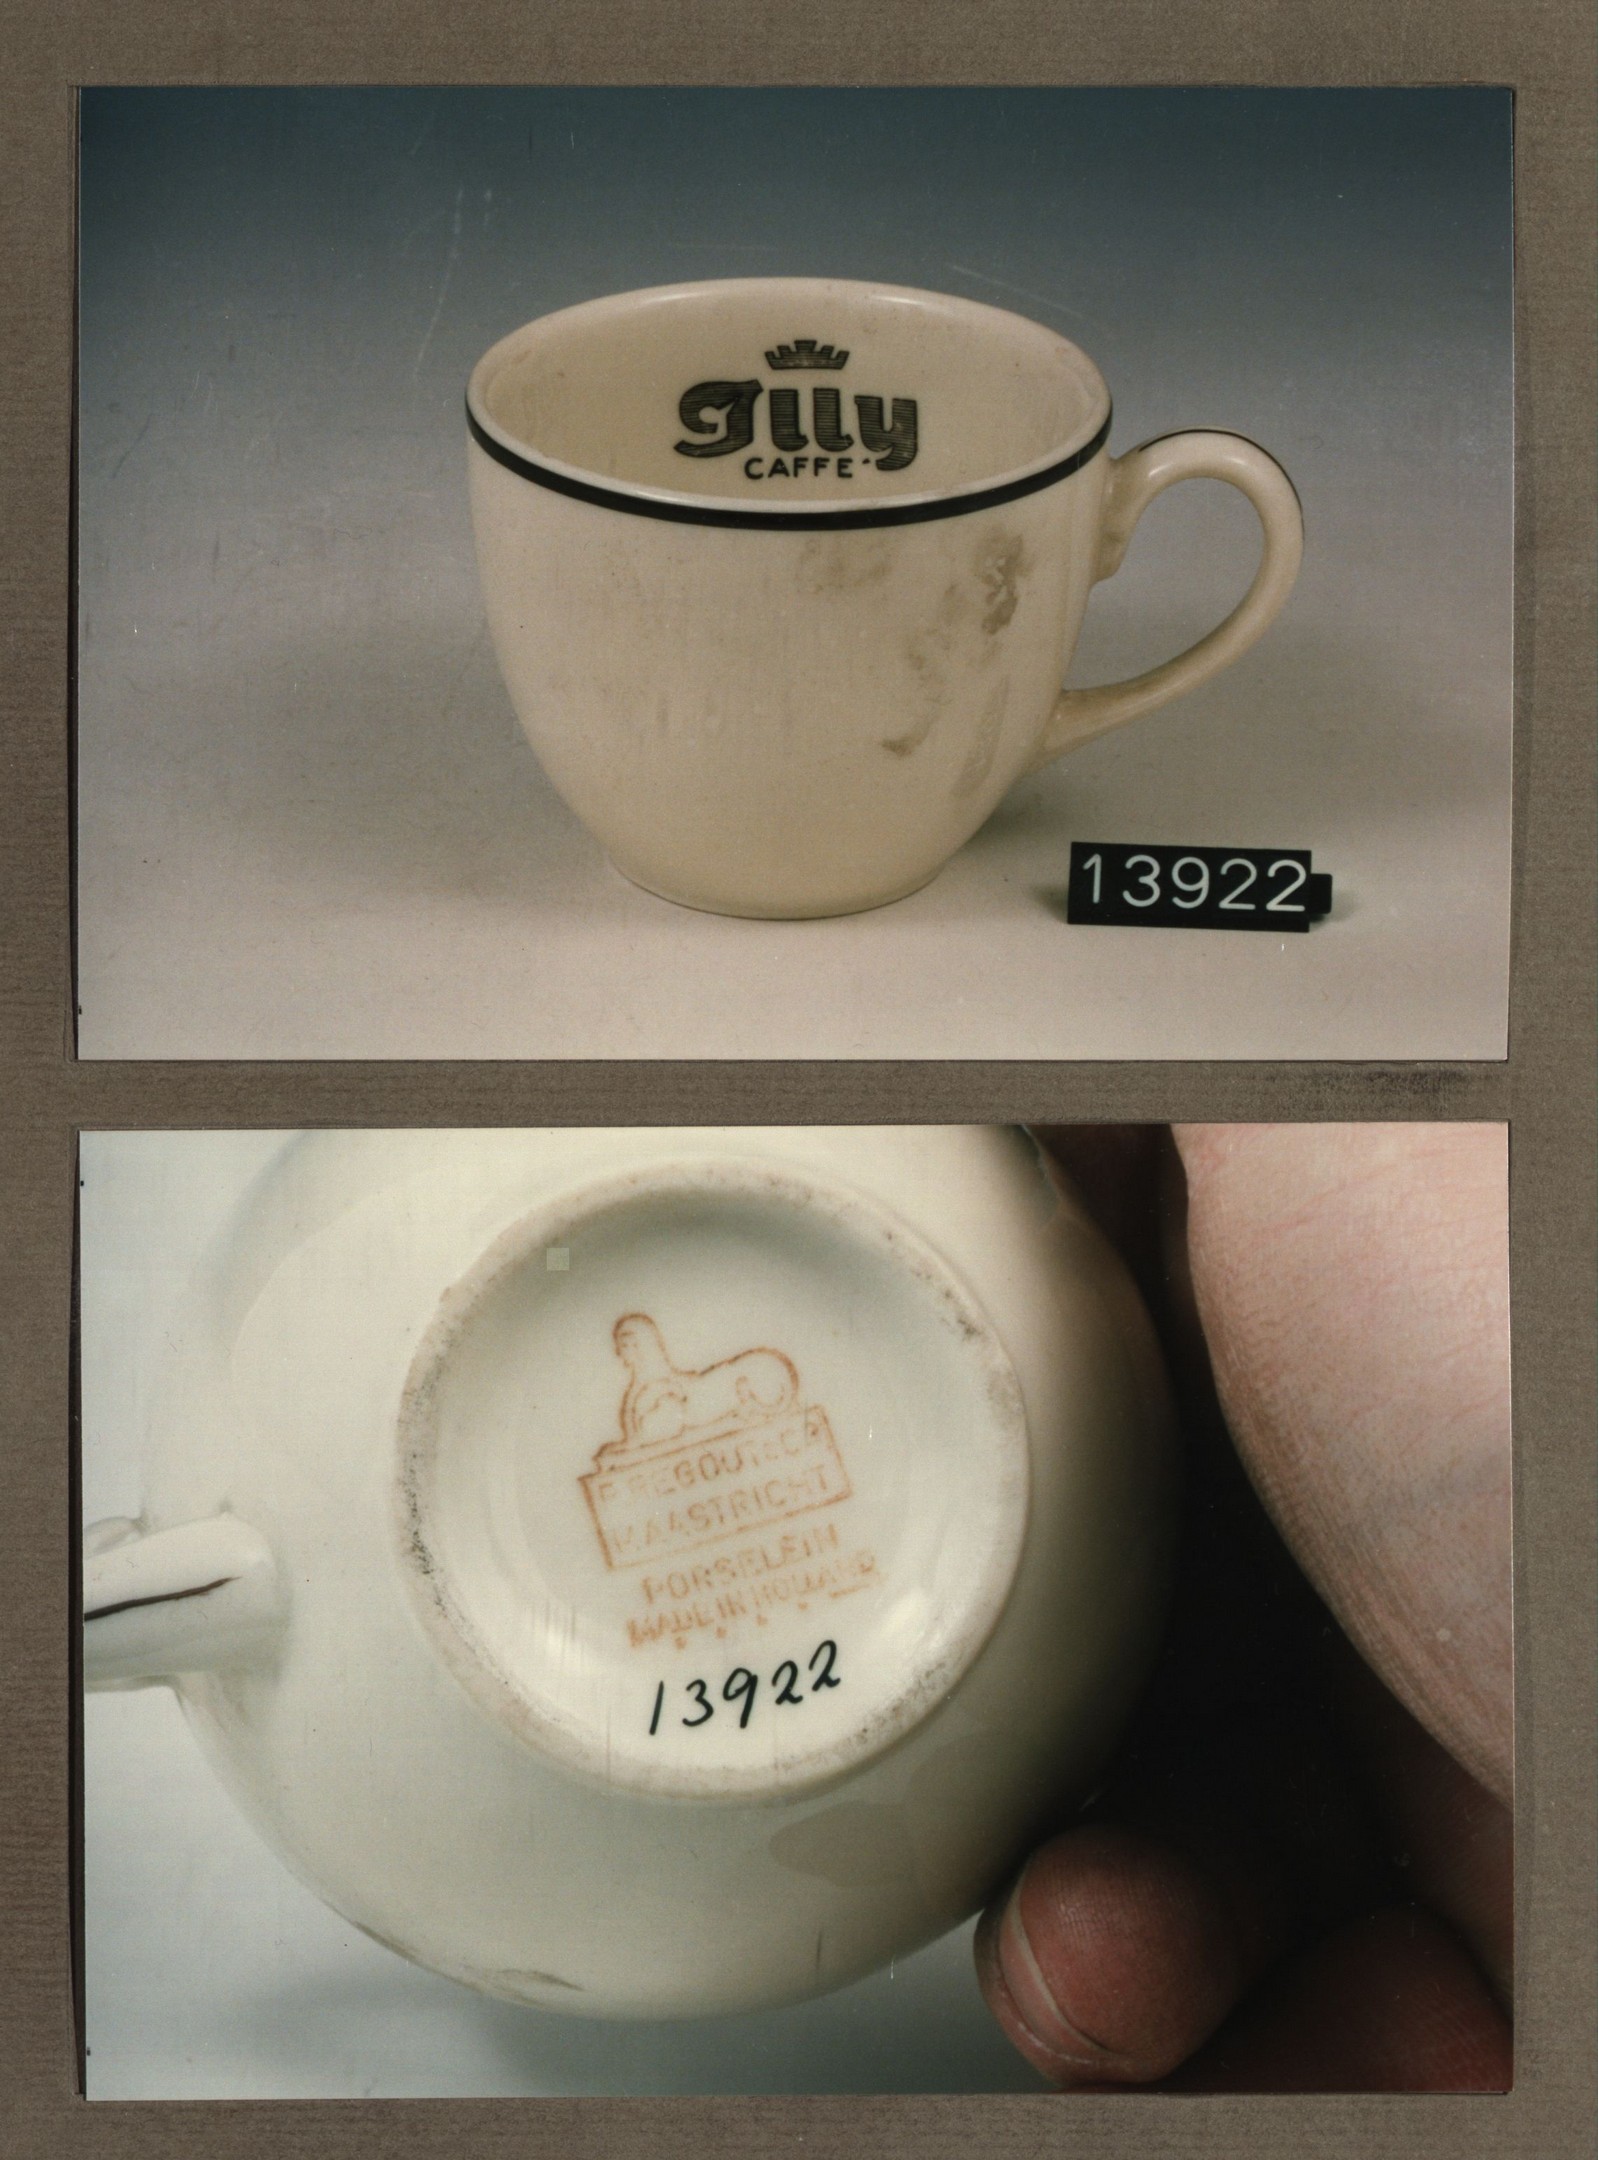 Illy
CAFFE´
13922
P. REGOUT & Co
MAASTRICHT
PORSELEIN
MADE IN HOLLAND
13922